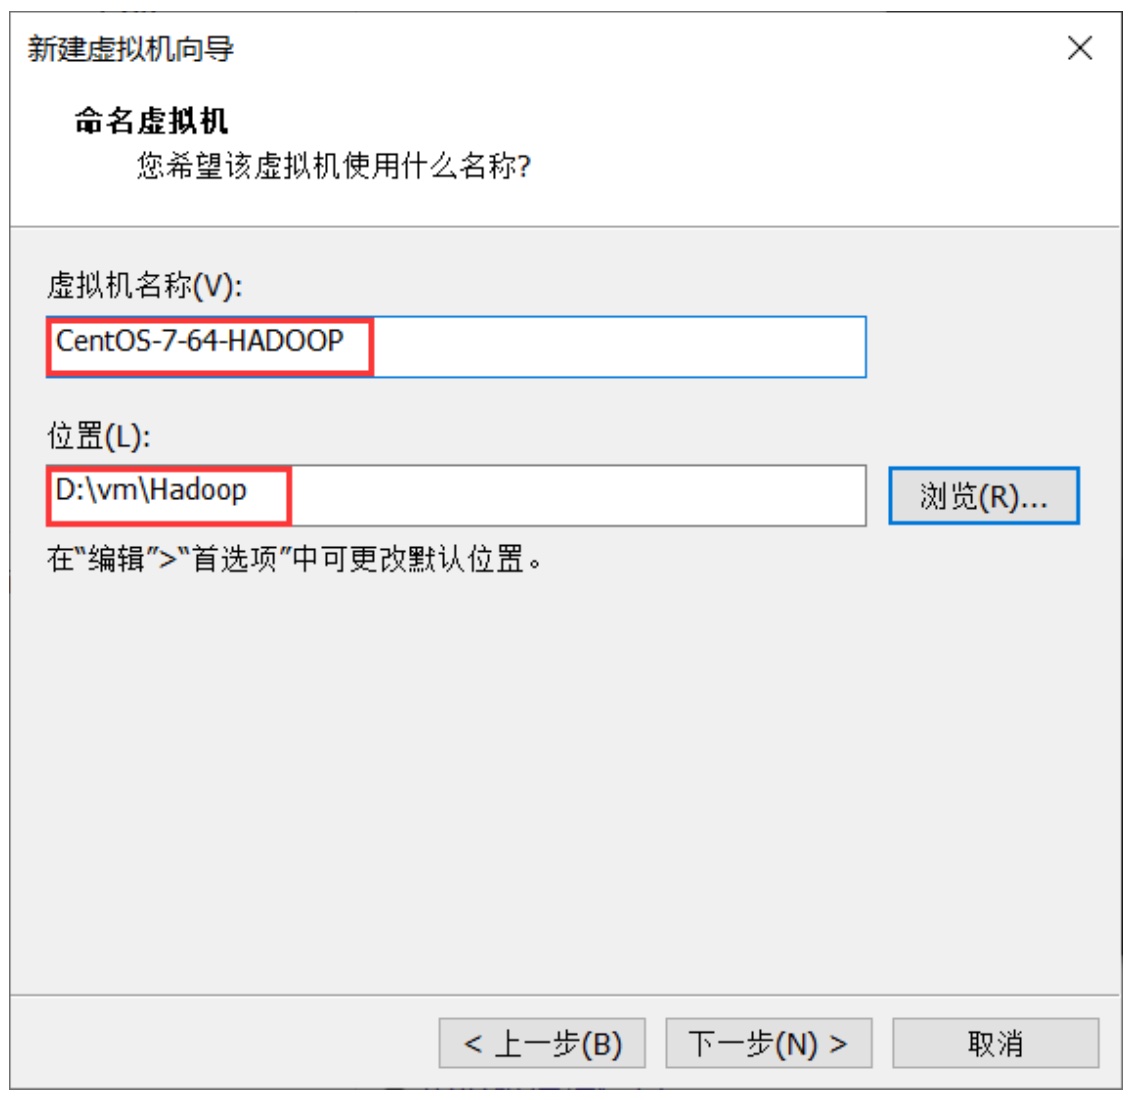 新建虚拟机向导
命名虚拟机
您希望该虚拟机使用什么名称?
虚拟机名称(V):
CentOS-7-64-HADOOP
位置(L):
D:\vm\Hadoop
浏览(R)...
在“编辑”>“首选项”中可更改默认位置。
< 上一步(B)
下一步(N) >
取消